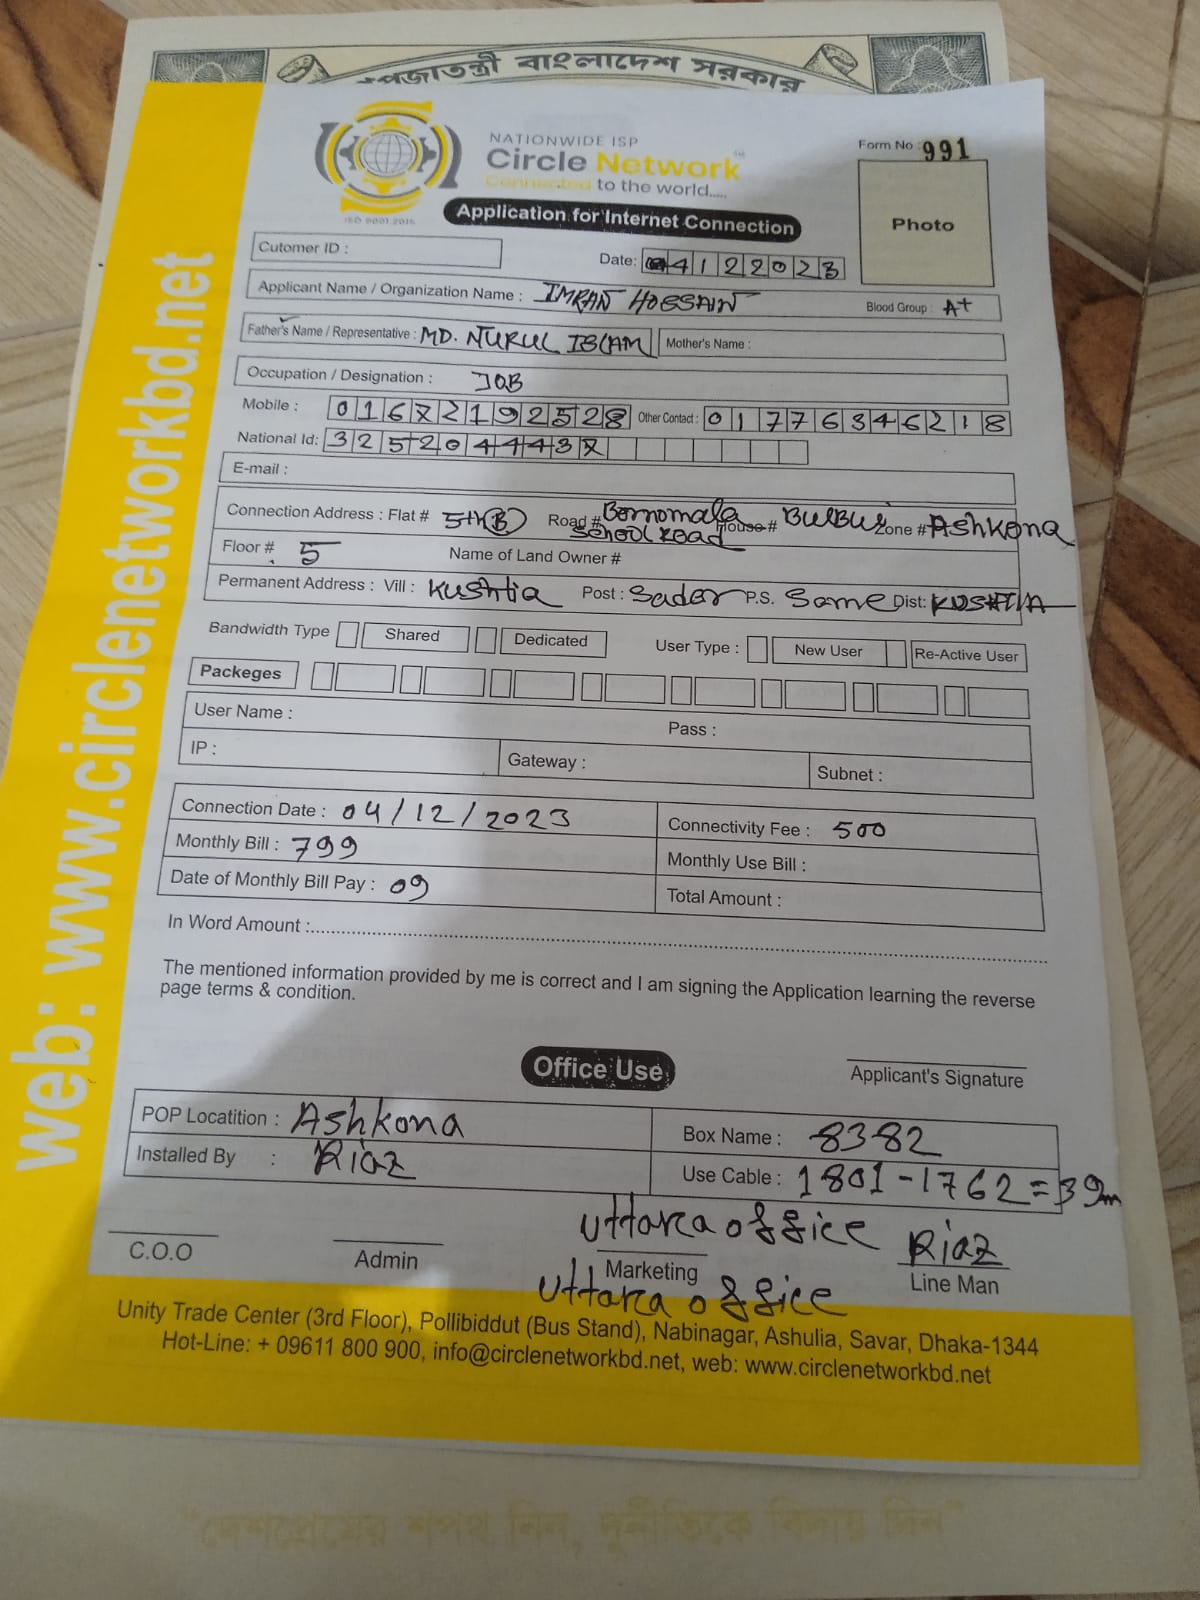 গণপ্রজাতন্ত্রী বাংলাদেশ সরকার
NATIONWIDE ISP
Circle Network™
Connected to the world.....
ISO 9001:2015
Form No : 991
Photo
Application for Internet Connection
Cutomer ID :
Date: 04122023
Applicant Name / Organization Name : IMRAN HOSSAIN Blood Group : A+
Father's Name / Representative : MD. NURUL ISLAM Mother's Name :
Occupation / Designation : JOB
Mobile : 01672192528 Other Contact : 01776346218
National Id: 325204443
E-mail :
Connection Address : Flat # 5th(B) Road # Bornomala School Road House # BULBUL Zone # Ashkona
Floor # 5 Name of Land Owner #
Permanent Address : Vill : Kushtia Post : Sador P.S. Same Dist: KUSHTIA
Bandwidth Type Shared Dedicated User Type : New User Re-Active User
Packeges
User Name : Pass :
IP : Gateway : Subnet :
Connection Date : 04/12/2023 Connectivity Fee : 500
Monthly Bill : 799 Monthly Use Bill :
Date of Monthly Bill Pay : 09 Total Amount :
In Word Amount :
The mentioned information provided by me is correct and I am signing the Application learning the reverse
page terms & condition.
Office Use
Applicant's Signature
POP Locatition : Ashkona Box Name : 8382
Installed By : Riaz Use Cable : 1801-1762=39m
Uttara office Riaz
C.O.O Admin Marketing Line Man
Uttara office
Unity Trade Center (3rd Floor), Pollibiddut (Bus Stand), Nabinagar, Ashulia, Savar, Dhaka-1344
Hot-Line: + 09611 800 900, info@circlenetworkbd.net, web: www.circlenetworkbd.net
web: www.circlenetworkbd.net
"দেশপ্রেমের শপথ নিন, দুর্নীতিকে বিদায় দিন"